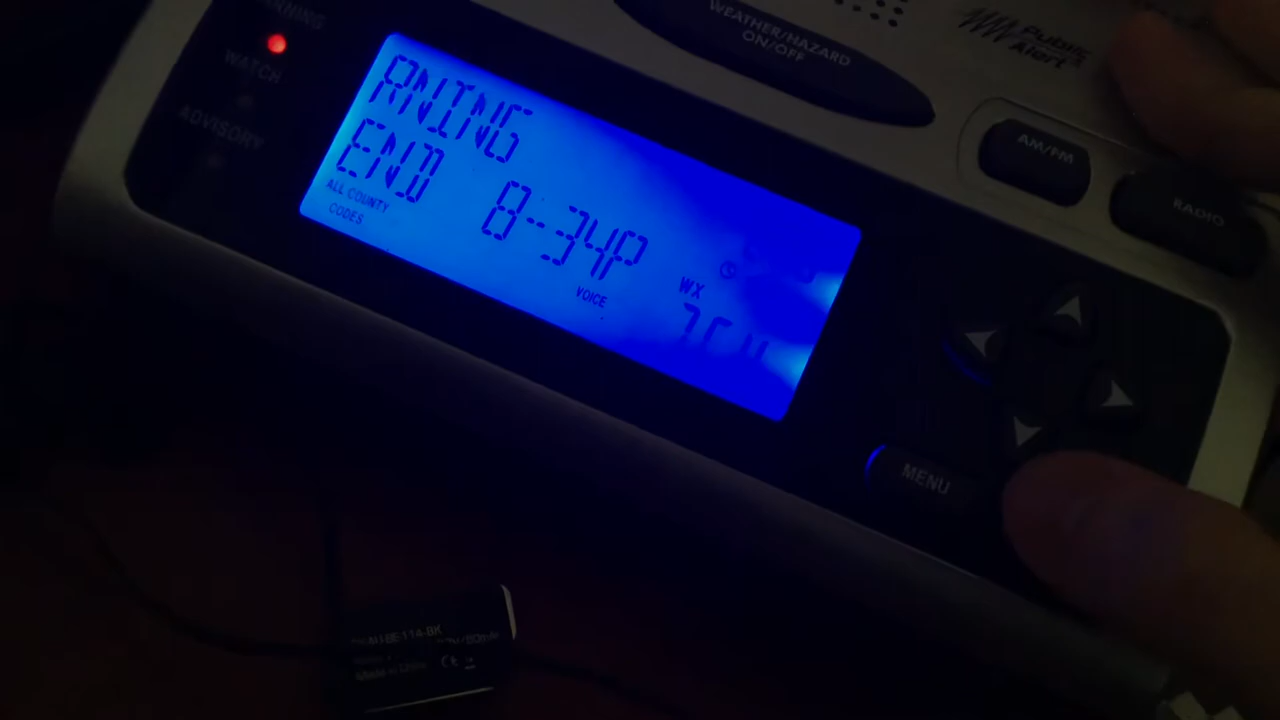 WATCH
ADVISORY
RNING
END 8-34P
ALL COUNTY
CODES
VOICE
WX
WEATHER/HAZARD
ON/OFF
Public
Alert
AM/FM
RADIO
MENU